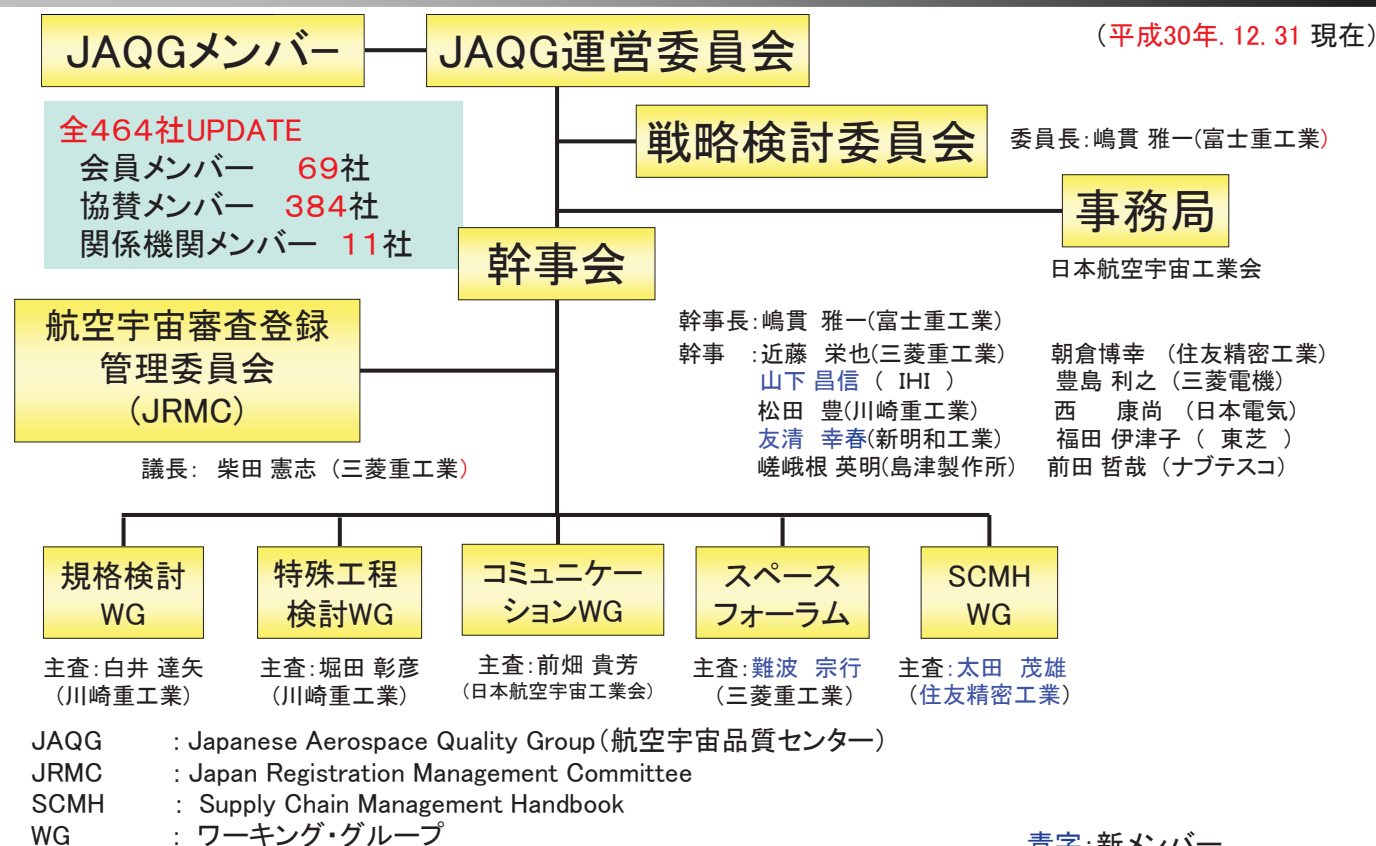 JAQGメンバー
JAQG運営委員会
（平成30年. 12. 31 現在）
全464社UPDATE
会員メンバー　69社
協賛メンバー　384社
関係機関メンバー　11社
戦略検討委員会
委員長：嶋貫 雅一(富士重工業)
事務局
日本航空宇宙工業会
幹事会
航空宇宙審査登録
管理委員会
(JRMC)
議長：　柴田 憲志（三菱重工業)
幹事長：嶋貫 雅一(富士重工業)
幹事　：近藤 栄也(三菱重工業)　朝倉博幸 （住友精密工業）
山下 昌信（ IHI ）　豊島 利之（三菱電機）
松田 豊(川崎重工業)　西　康尚 （日本電気）
友清 幸春(新明和工業)　福田 伊津子（ 東芝 ）
嵯峨根 英明(島津製作所)　前田 哲哉（ナブテスコ）
規格検討
WG
主査：白井 達矢
(川崎重工業)
特殊工程
検討WG
主査：堀田 彰彦
(川崎重工業)
コミュニケー
ションWG
主査：前畑 貴芳
(日本航空宇宙工業会)
スペース
フォーラム
主査：難波 宗行
(三菱重工業)
SCMH
WG
主査：太田 茂雄
(住友精密工業)
JAQG　：Japanese Aerospace Quality Group（航空宇宙品質センター）
JRMC　：Japan Registration Management Committee
SCMH　：Supply Chain Management Handbook
WG　：ワーキング・グループ
青字：新メンバー